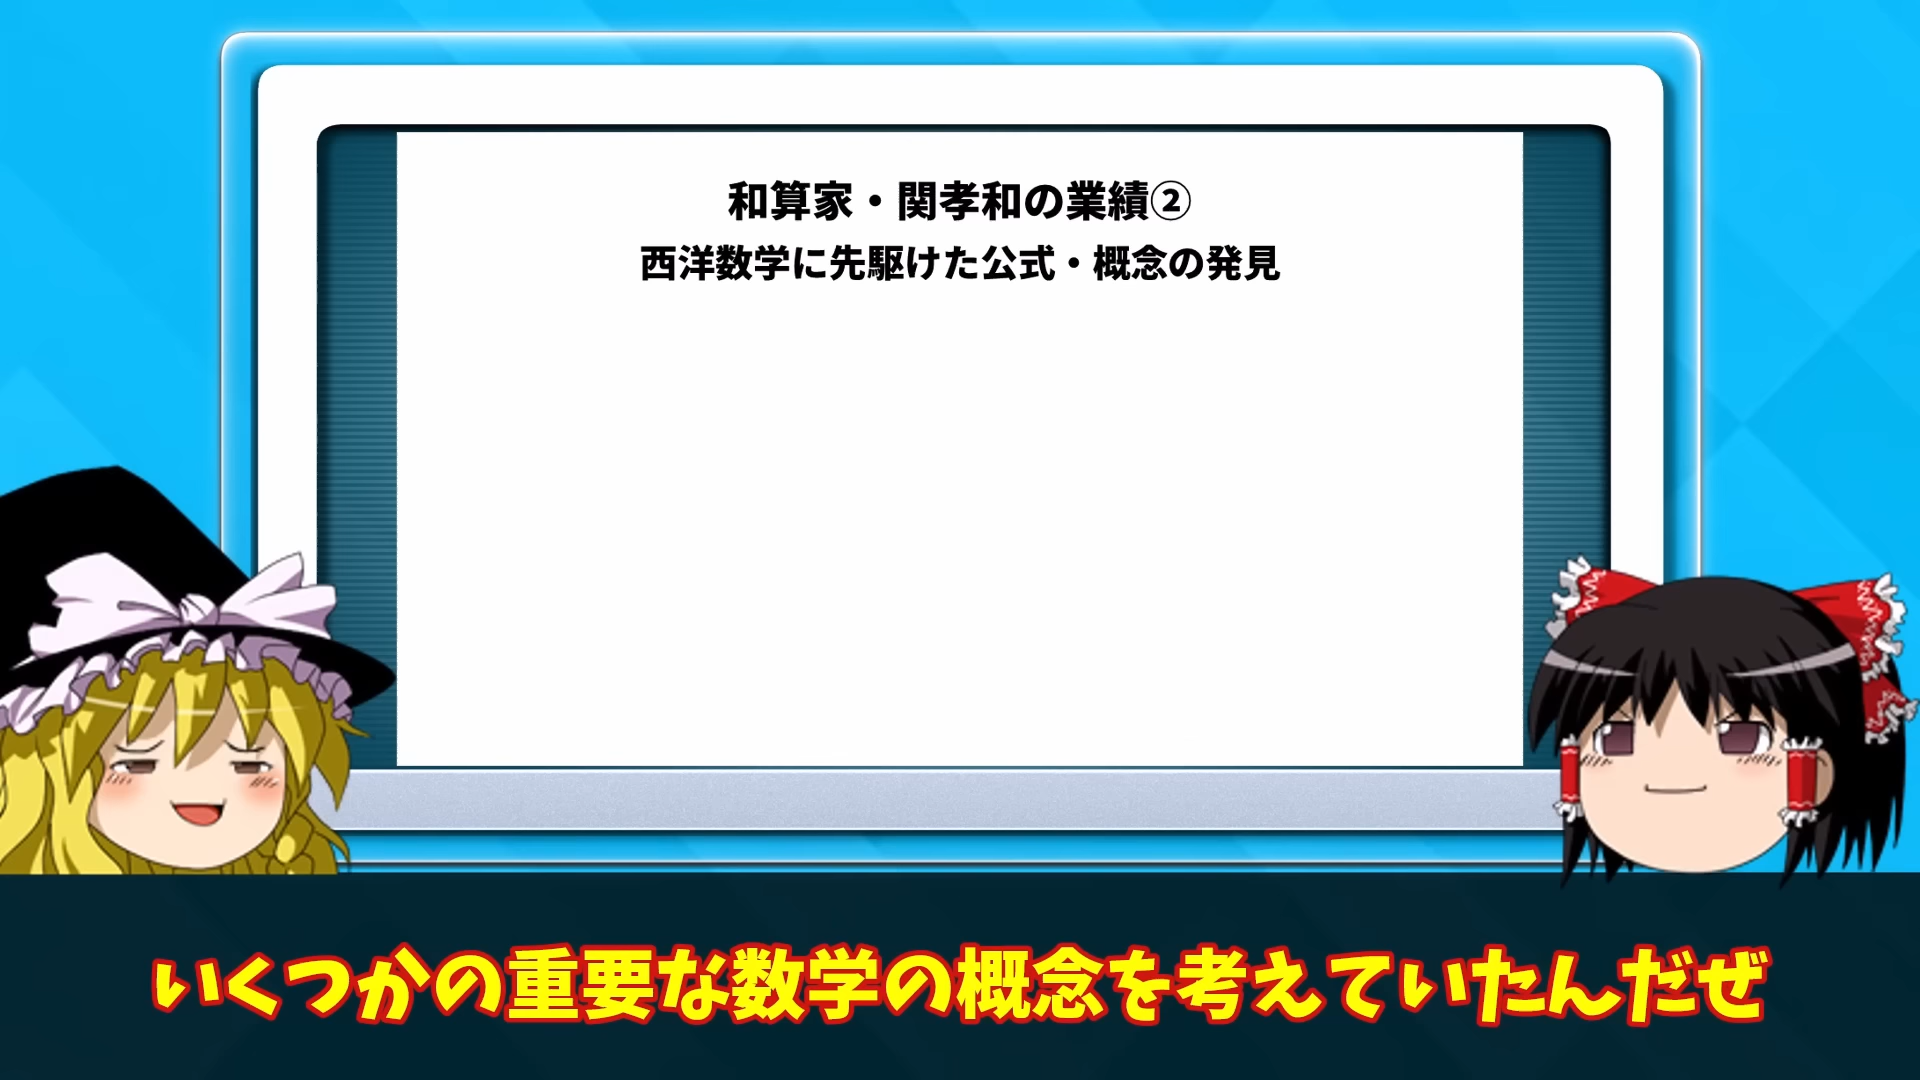 和算家・関孝和の業績②
西洋数学に先駆けた公式・概念の発見
いくつかの重要な数学の概念を考えていたんだぜ